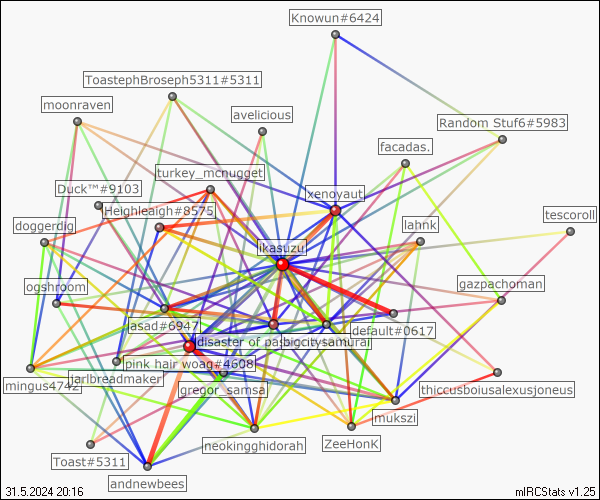 Knowun#6424
ToastephBroseph5311#5311
moonraven
avelicious
Random Stuf6#5983
facadas.
turkey_mcnugget
Duck™#9103
xenoyaut
Heighleaigh#8575
tescoroll
doggerdig
lahnk
ikasuzu
ogshroom
gazpachoman
asad#6947
default#0617
disaster of pa
bigcitysamurai
pink hair woag#4608
mingus4742
jarlbreadmaker
gregor_samsa
thiccusboiusalexusjoneus
mukszi
neokingghidorah
ZeeHonK
Toast#5311
andnewbees
31.5.2024 20:16
mIRCStats v1.25